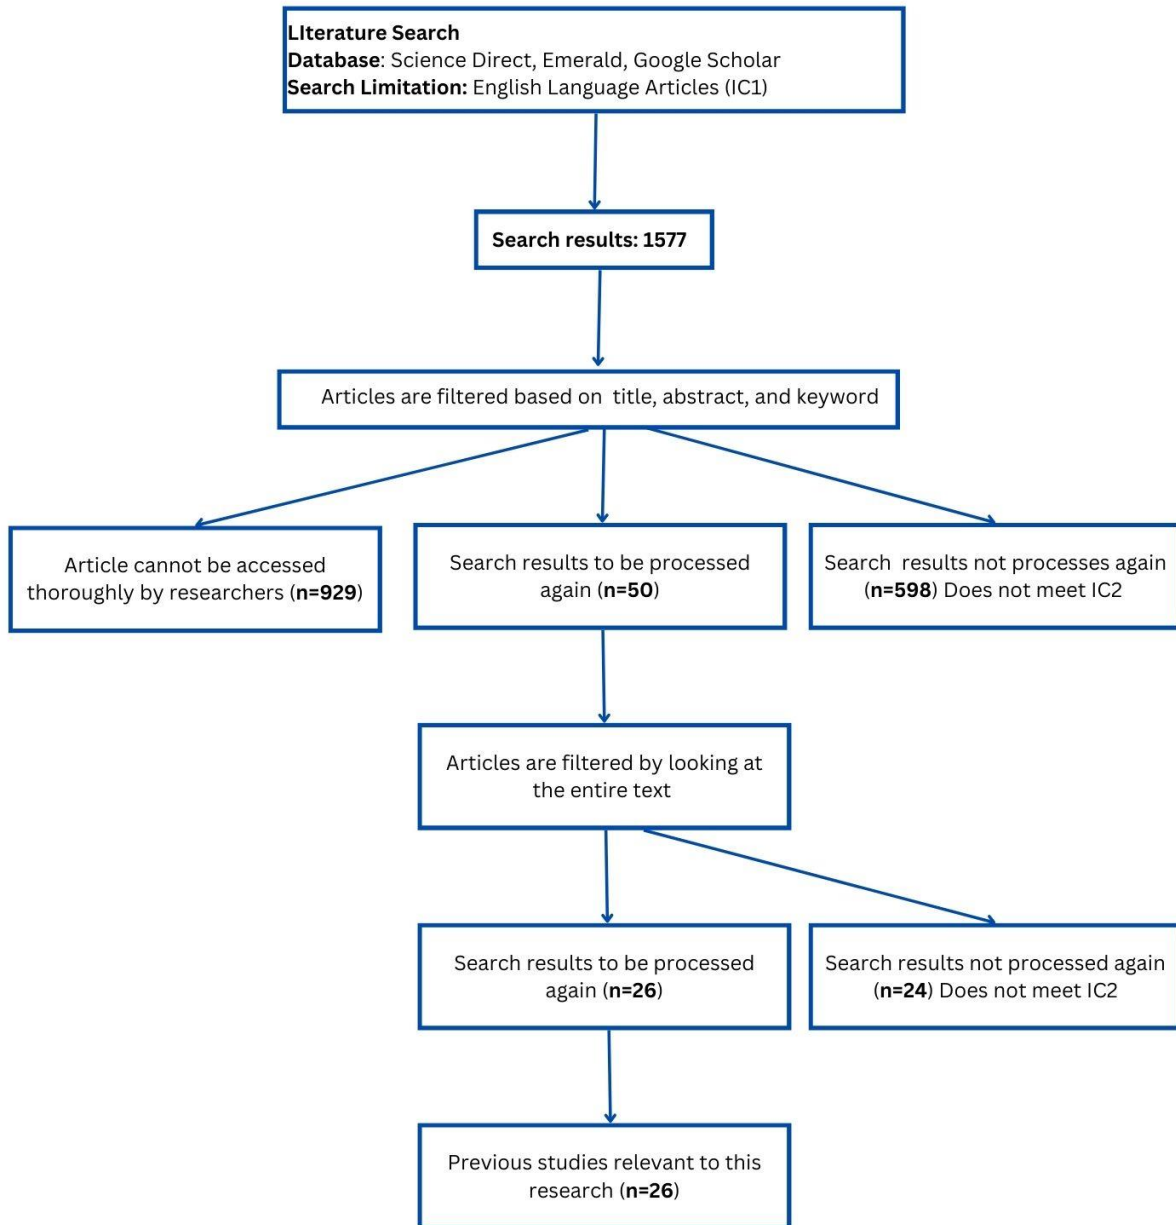 LIterature Search
Database: Science Direct, Emerald, Google Scholar
Search Limitation: English Language Articles (IC1)
Search results: 1577
Articles are filtered based on title, abstract, and keyword
Article cannot be accessed
thoroughly by researchers (n=929)
Search results to be processed
again (n=50)
Search results not processes again
(n=598) Does not meet IC2
Articles are filtered by looking at
the entire text
Search results to be processed
again (n=26)
Search results not processed again
(n=24) Does not meet IC2
Previous studies relevant to this
research (n=26)